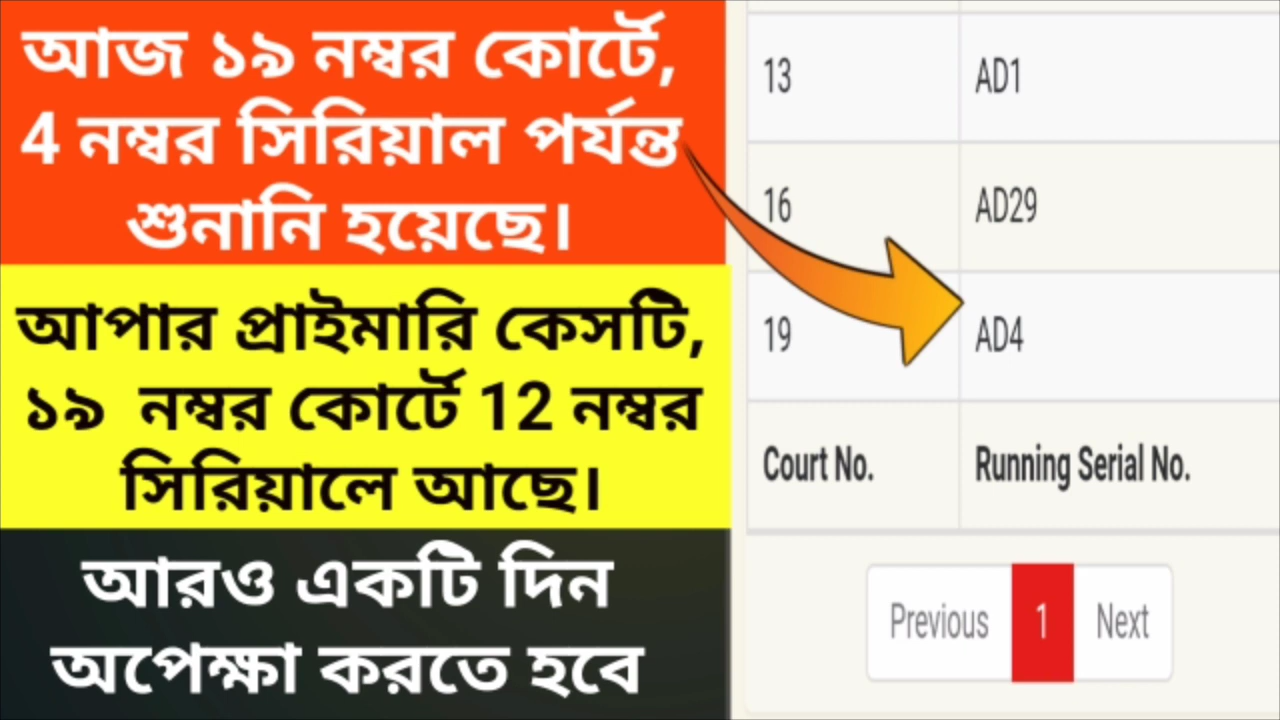 আজ ১৯ নম্বর কোর্টে,
4 নম্বর সিরিয়াল পর্যন্ত
শুনানি হয়েছে।
আপার প্রাইমারি কেসটি,
১৯ নম্বর কোর্টে 12 নম্বর
সিরিয়ালে আছে।
আরও একটি দিন
অপেক্ষা করতে হবে
13 AD1
16 AD29
19 AD4
Court No. Running Serial No.
Previous 1 Next